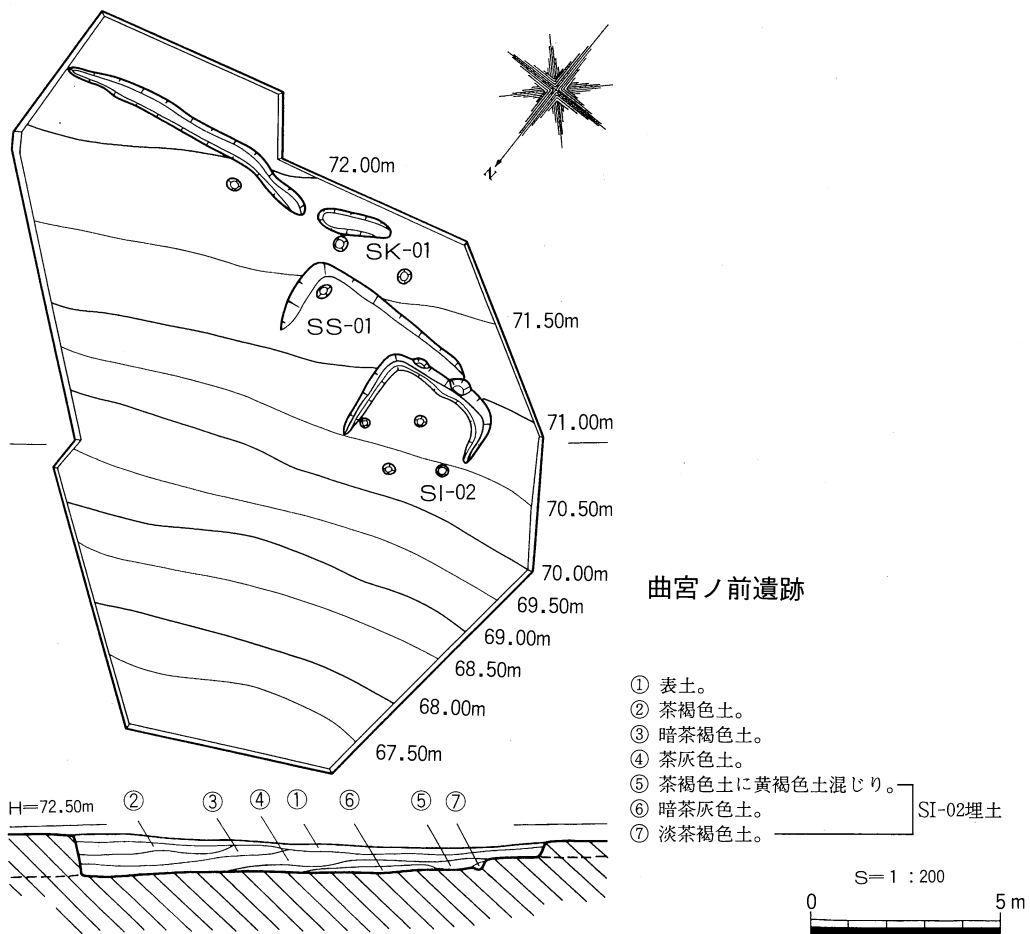 N
72.00m
SK-01
71.50m
SS-01
71.00m
SI-02
70.50m
70.00m
69.50m
69.00m
68.50m
68.00m
67.50m
曲宮ノ前遺跡
① 表土。
② 茶褐色土。
③ 暗茶褐色土。
④ 茶灰色土。
⑤ 茶褐色土に黄褐色土混じり。
⑥ 暗茶灰色土。
⑦ 淡茶褐色土。
SI-02埋土
H=72.50m ② ③ ④ ① ⑥ ⑤ ⑦
S=1:200
0 5m